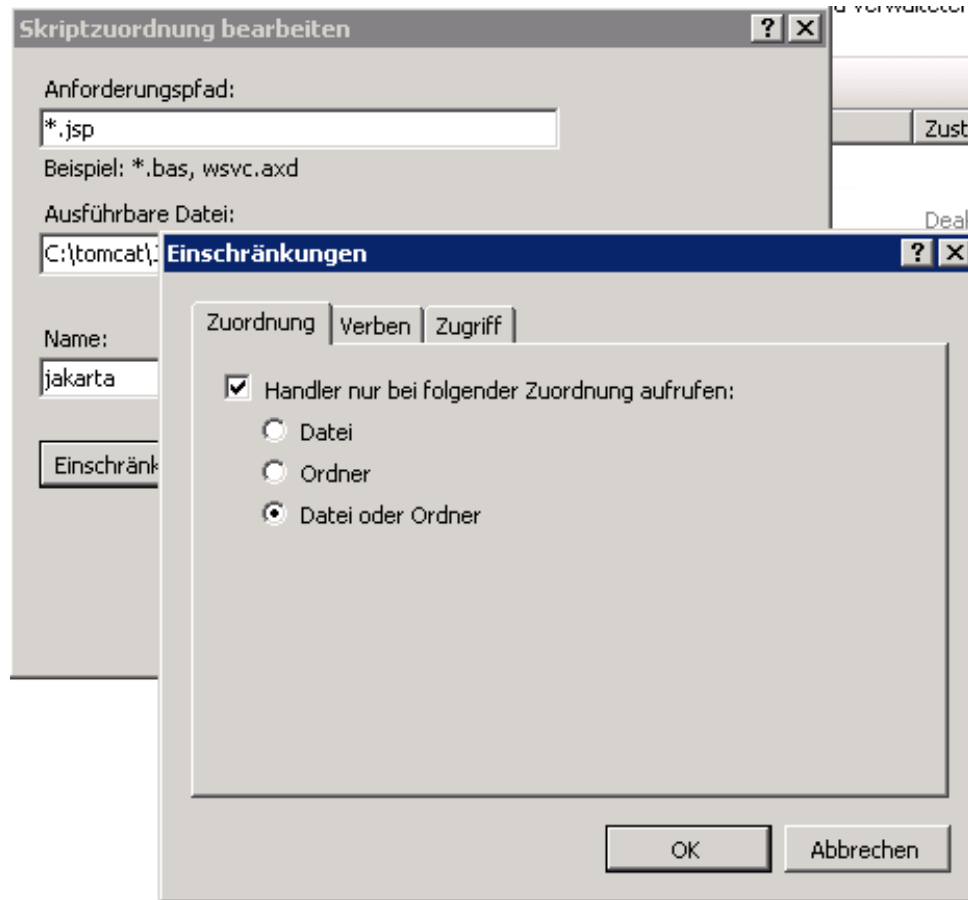 Skriptzuordnung bearbeiten
Anforderungspfad:
*.jsp
Beispiel: *.bas, wsvc.axd
Ausführbare Datei:
C:\tomcat\
Name:
jakarta
Einschränk
Zust
Deak
Einschränkungen
Zuordnung Verben Zugriff
Handler nur bei folgender Zuordnung aufrufen:
Datei
Ordner
Datei oder Ordner
OK Abbrechen